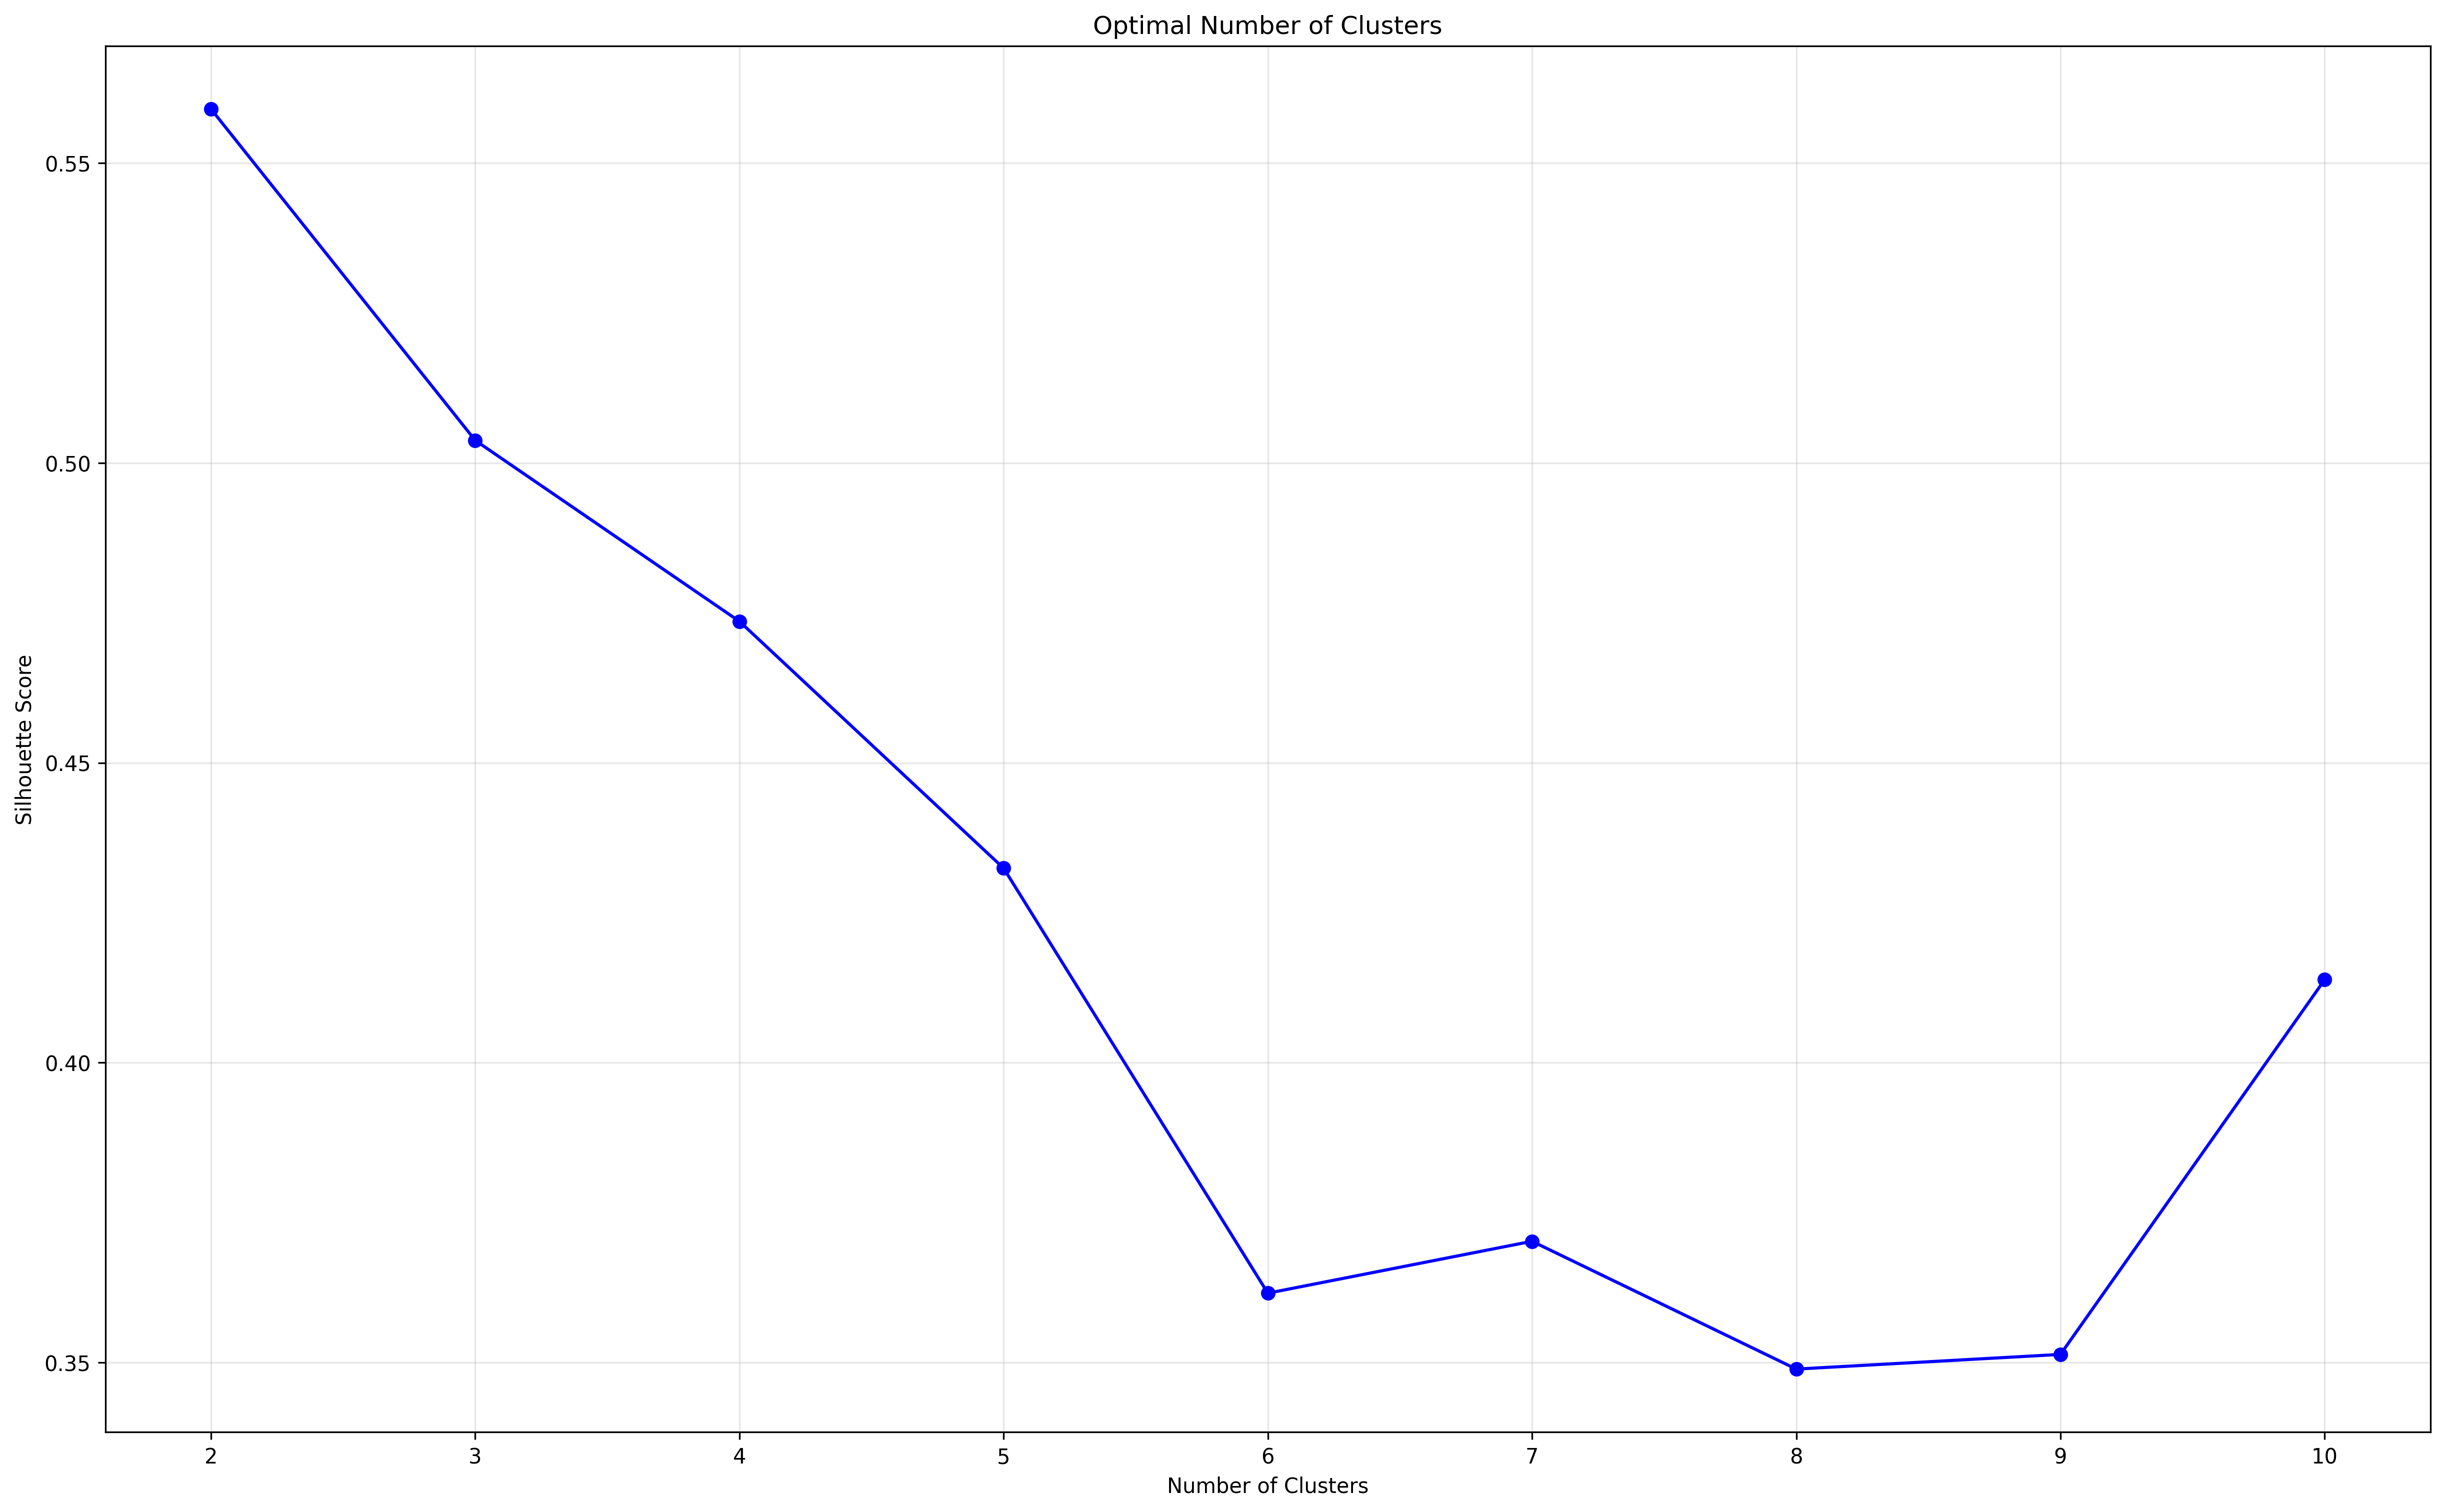 Optimal Number of Clusters
Silhouette Score
0.55
0.50
0.45
0.40
0.35
2 3 4 5 6 7 8 9 10
Number of Clusters